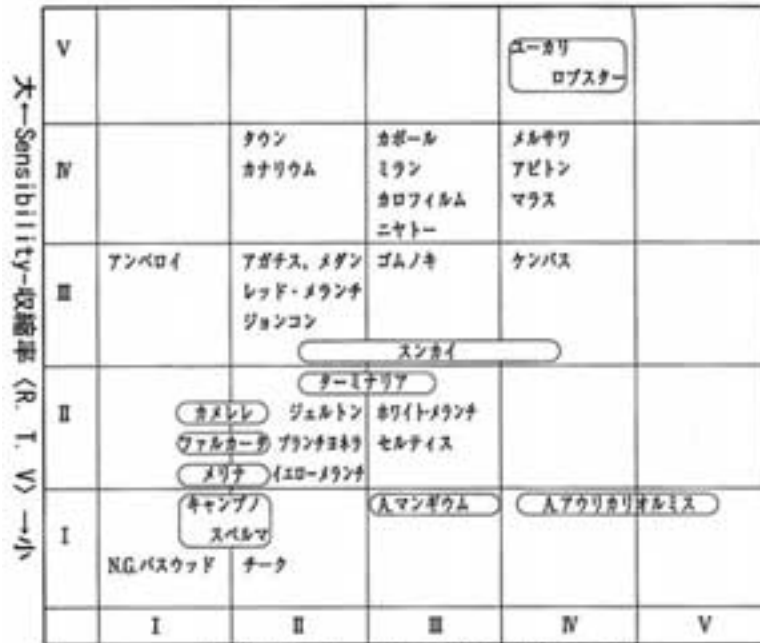 大←Sensibility-収縮率〈R. T. V〉→小
V
ユーカリ
ロブスター
Ⅳ
タウン
カナリウム
カポール
ミラン
カロフィルム
ニヤトー
メルサワ
アピトン
マラス
Ⅲ
アンベロイ
アガチス。メダン
レッド・メランチ
ジョンコン
ゴムノキ
ケンパス
スンカイ
Ⅱ
ターミナリア
カメレレ
ジェルトン
ホワイトメランチ
ファルカータ
ブランチョネラ
セルティス
メリナ
イエローメランチ
I
キャンプノ
スペルマ
A.マンギウム
A.アウリカリオルミス
N.G.バスウッド
チーク
I Ⅱ Ⅲ Ⅳ V